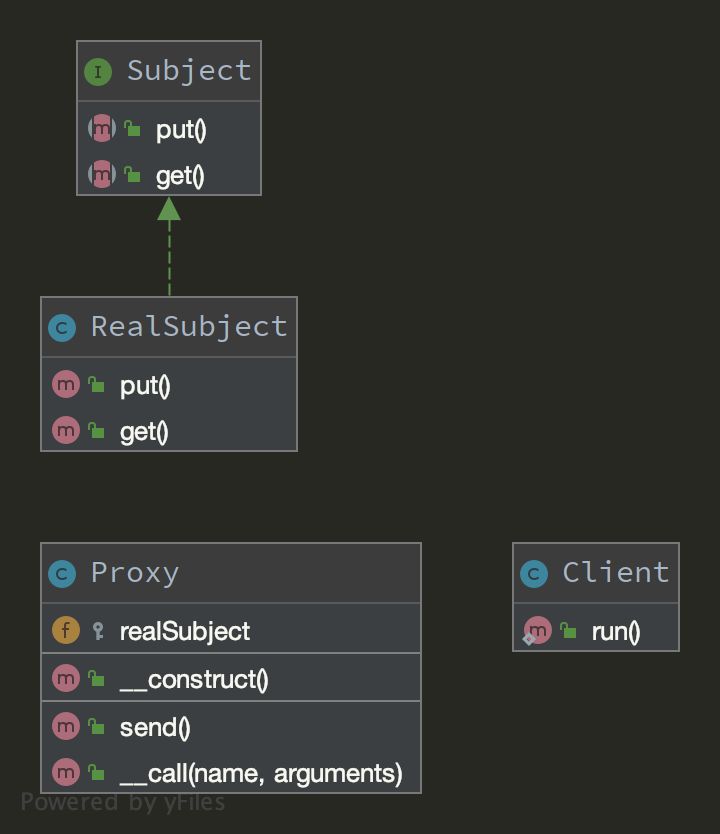 I Subject
m put()
m get()
C RealSubject
m put()
m get()
C Proxy
f realSubject
m __construct()
m send()
m __call(name, arguments)
C Client
m run()
Powered by yFiles